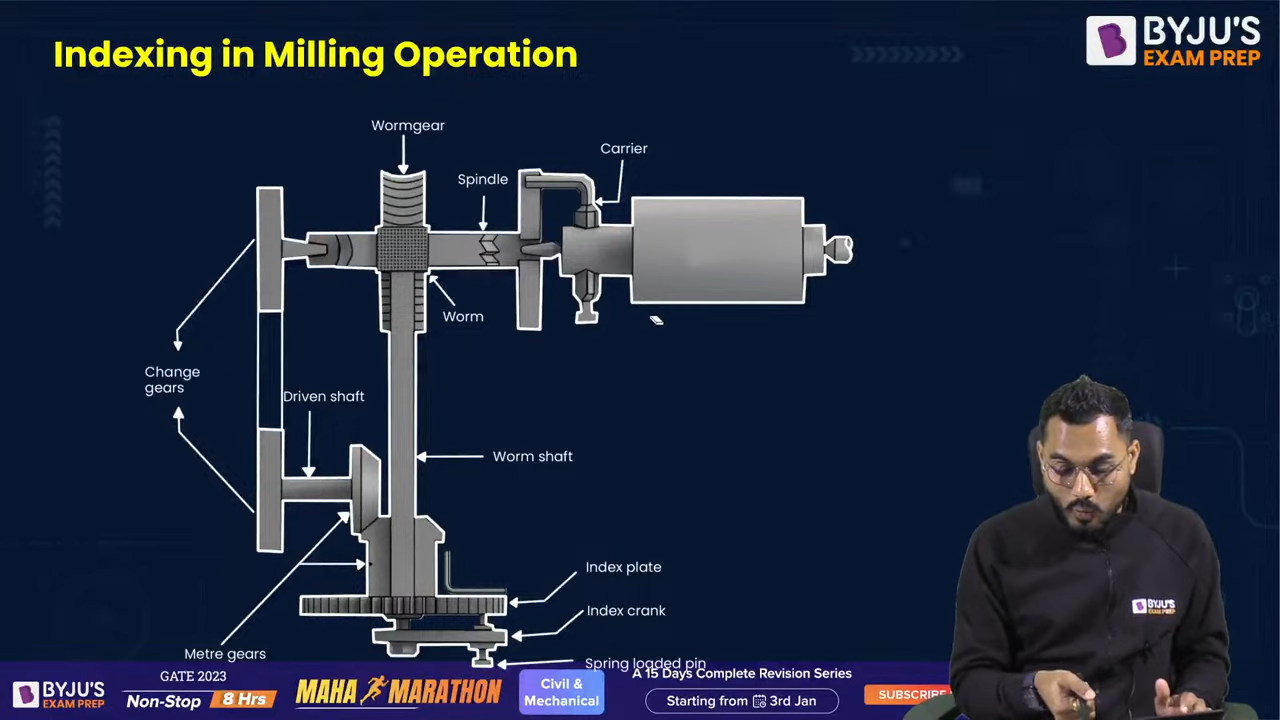 Indexing in Milling Operation
BYJU'S
EXAM PREP
Wormgear
Carrier
Spindle
Worm
Change
gears
Driven shaft
Worm shaft
Index plate
Index crank
Metre gears
Spring loaded pin
BYJU'S
EXAM PREP
BYJU'S
EXAM PREP
GATE 2023
Non-Stop 8 Hrs
MAHA MARATHON
Civil &
Mechanical
A 15 Days Complete Revision Series
Starting from 3rd Jan
SUBSCRIBE